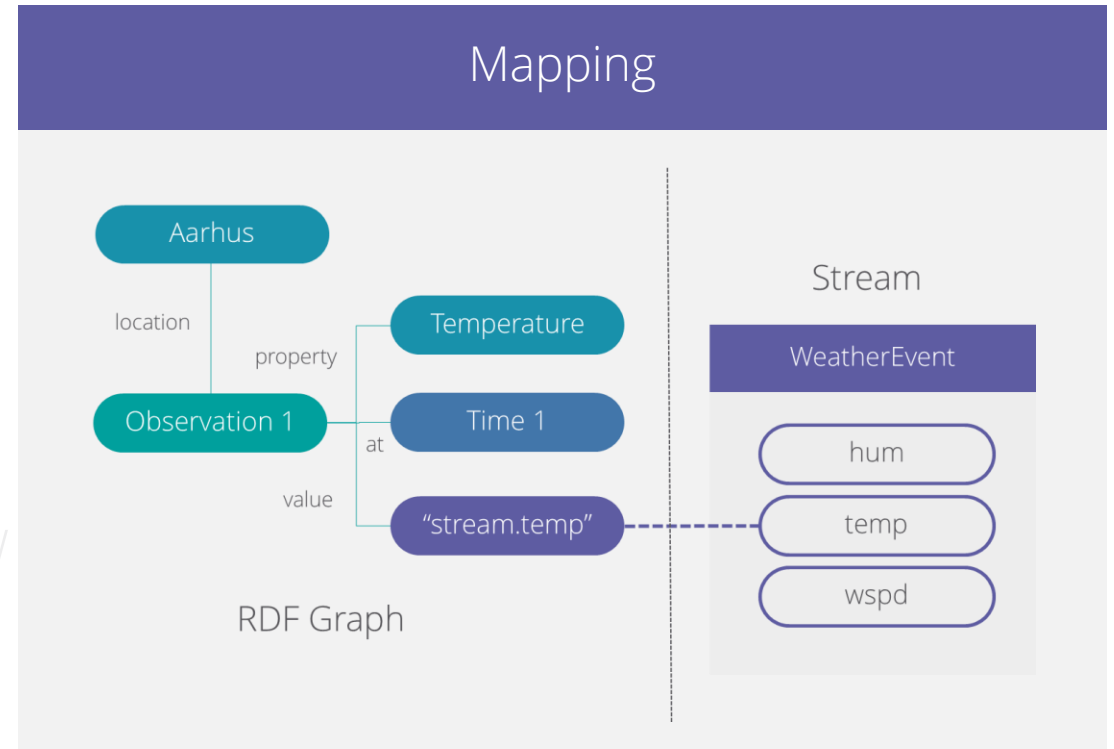 Mapping
Aarhus
location
property
Temperature
Observation 1
at
Time 1
value
“stream.temp”
RDF Graph
Stream
WeatherEvent
hum
temp
wspd